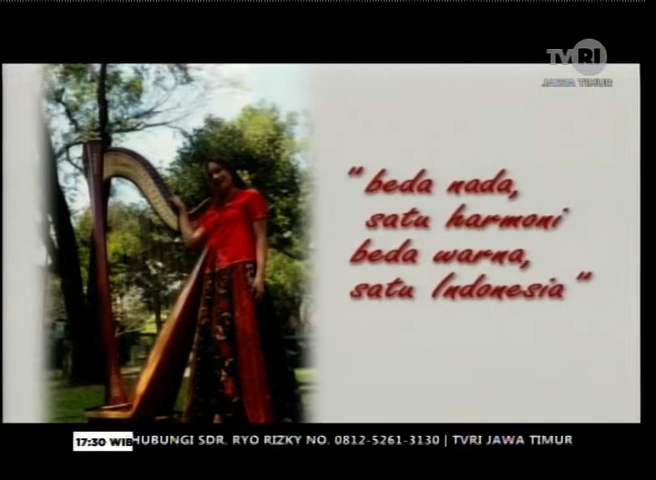 TVRI
JAWA TIMUR
"beda nada,
satu harmoni
beda warna,
satu Indonesia"
17:30 WIB HUBUNGI SDR. RYO RIZKY NO. 0812-5261-3130 | TVRI JAWA TIMUR